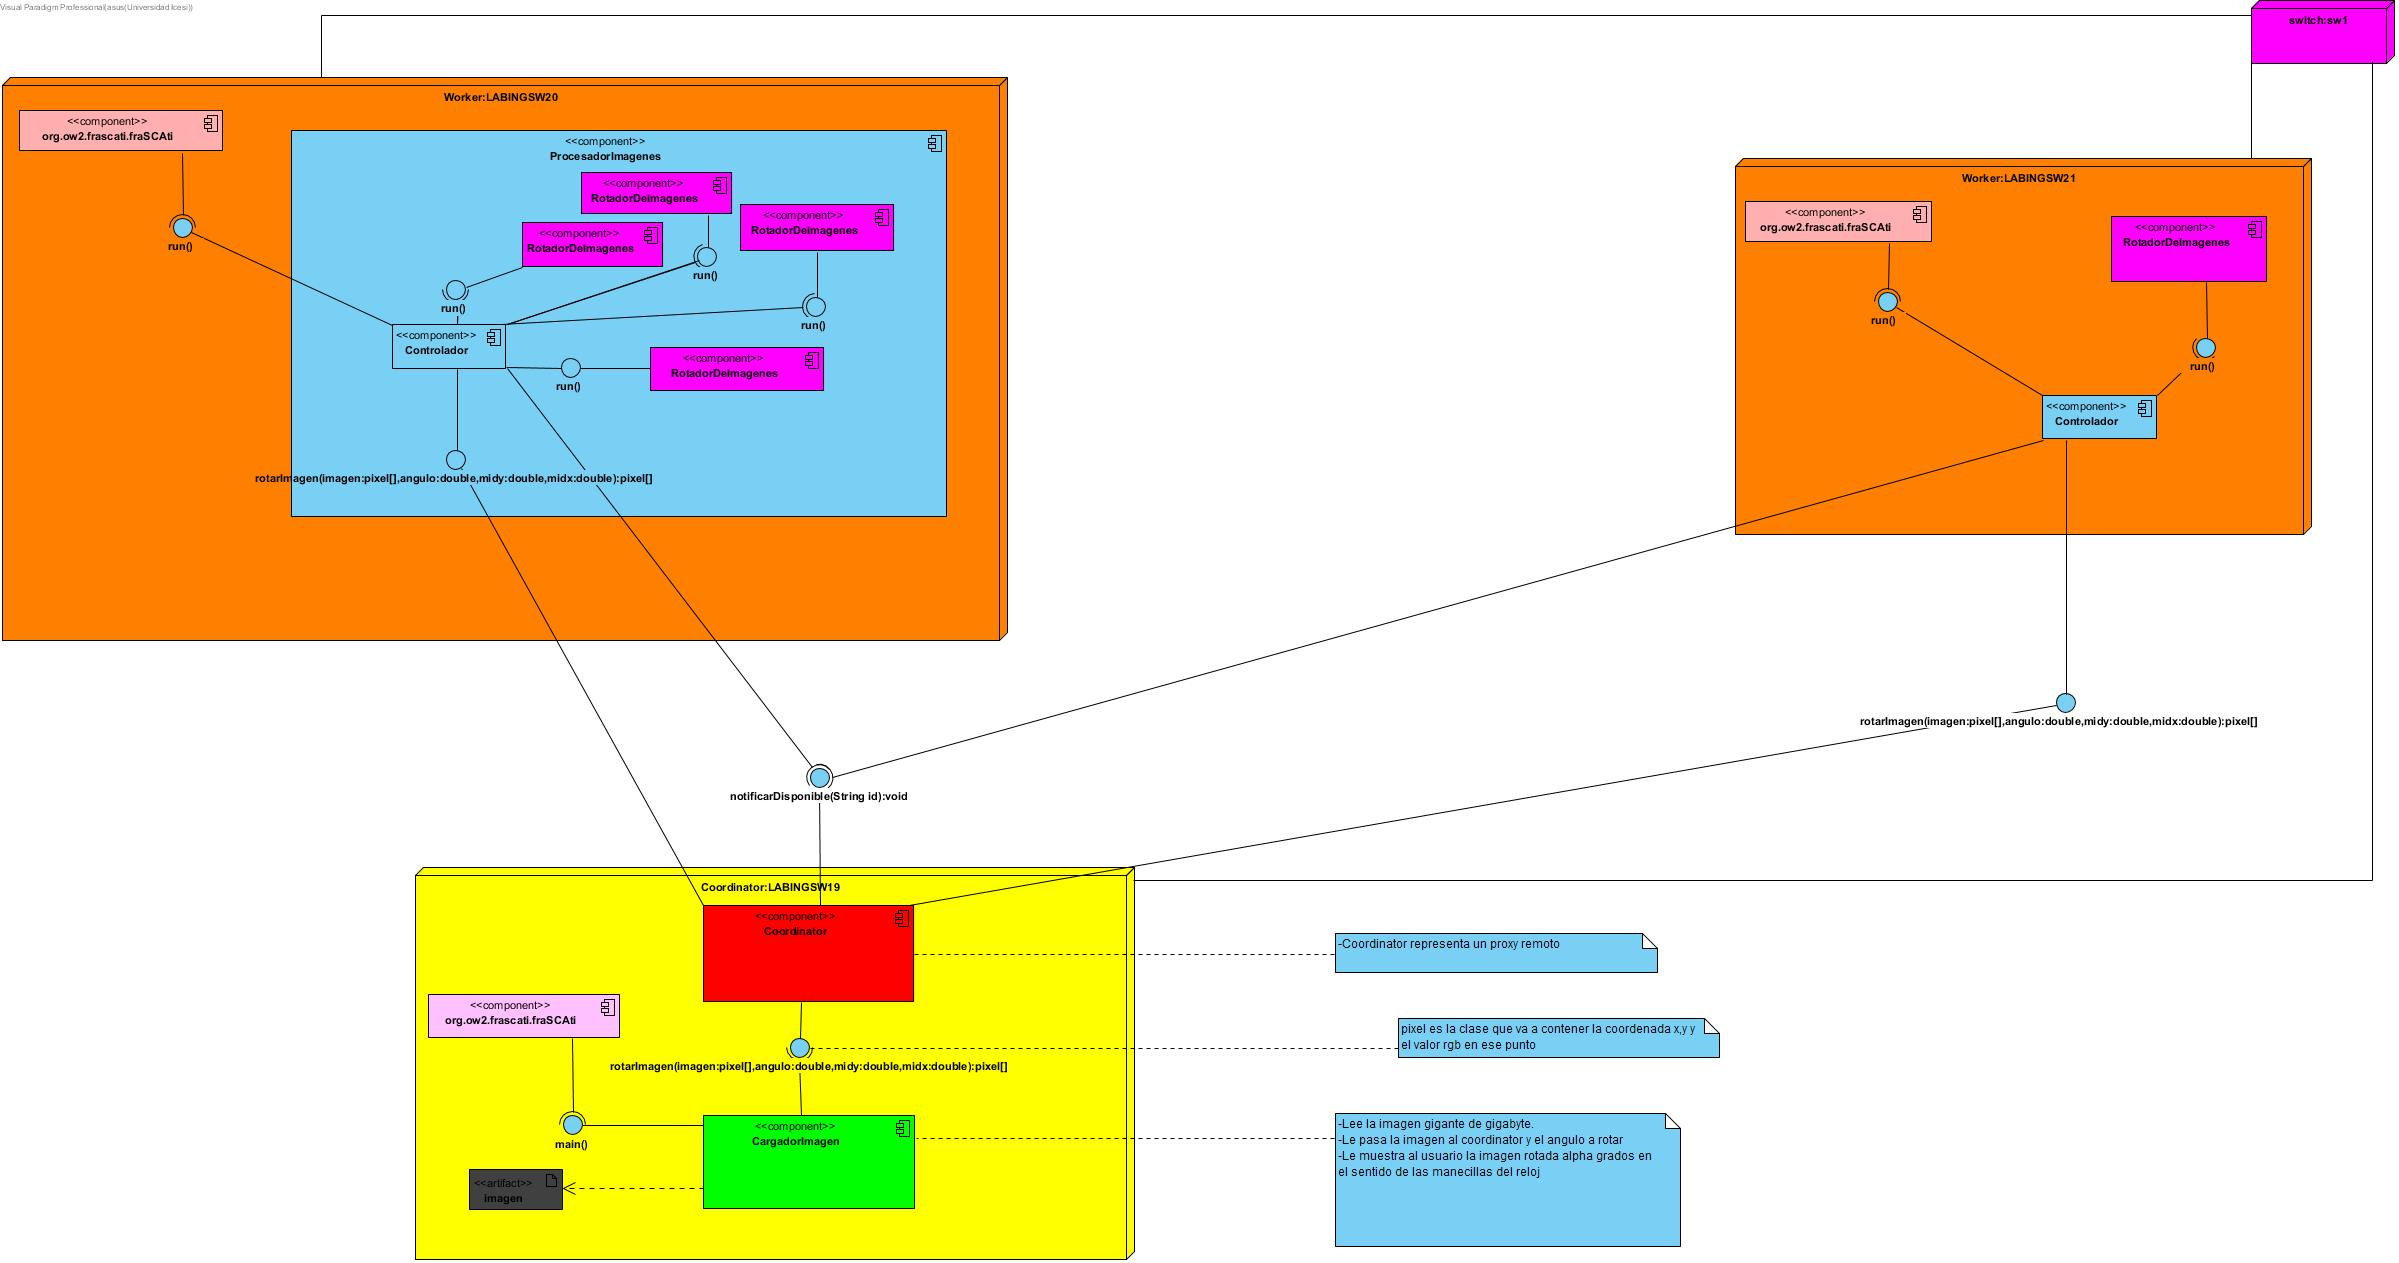 Visual Paradigm Professional(asus(Universidad Icesi))
switch:sw1
Worker:LABINGSW20
<<component>>
org.ow2.frascati.fraSCAti
run()
<<component>>
ProcesadorImagenes
<<component>>
RotadorDeImagenes
<<component>>
RotadorDeImagenes
<<component>>
RotadorDeImagenes
run()
run()
run()
<<component>>
Controlador
run()
<<component>>
RotadorDeImagenes
rotarImagen(imagen:pixel[],angulo:double,midy:double,midx:double):pixel[]
Worker:LABINGSW21
<<component>>
org.ow2.frascati.fraSCAti
<<component>>
RotadorDeImagenes
run()
run()
<<component>>
Controlador
rotarImagen(imagen:pixel[],angulo:double,midy:double,midx:double):pixel[]
notificarDisponible(String id):void
Coordinator:LABINGSW19
<<component>>
Coordinator
-Coordinator representa un proxy remoto
<<component>>
org.ow2.frascati.fraSCAti
pixel es la clase que va a contener la coordenada x,y y
el valor rgb en ese punto
rotarImagen(imagen:pixel[],angulo:double,midy:double,midx:double):pixel[]
main()
<<component>>
CargadorImagen
-Lee la imagen gigante de gigabyte.
-Le pasa la imagen al coordinator y el angulo a rotar
-Le muestra al usuario la imagen rotada alpha grados en
el sentido de las manecillas del reloj
<<artifact>>
imagen